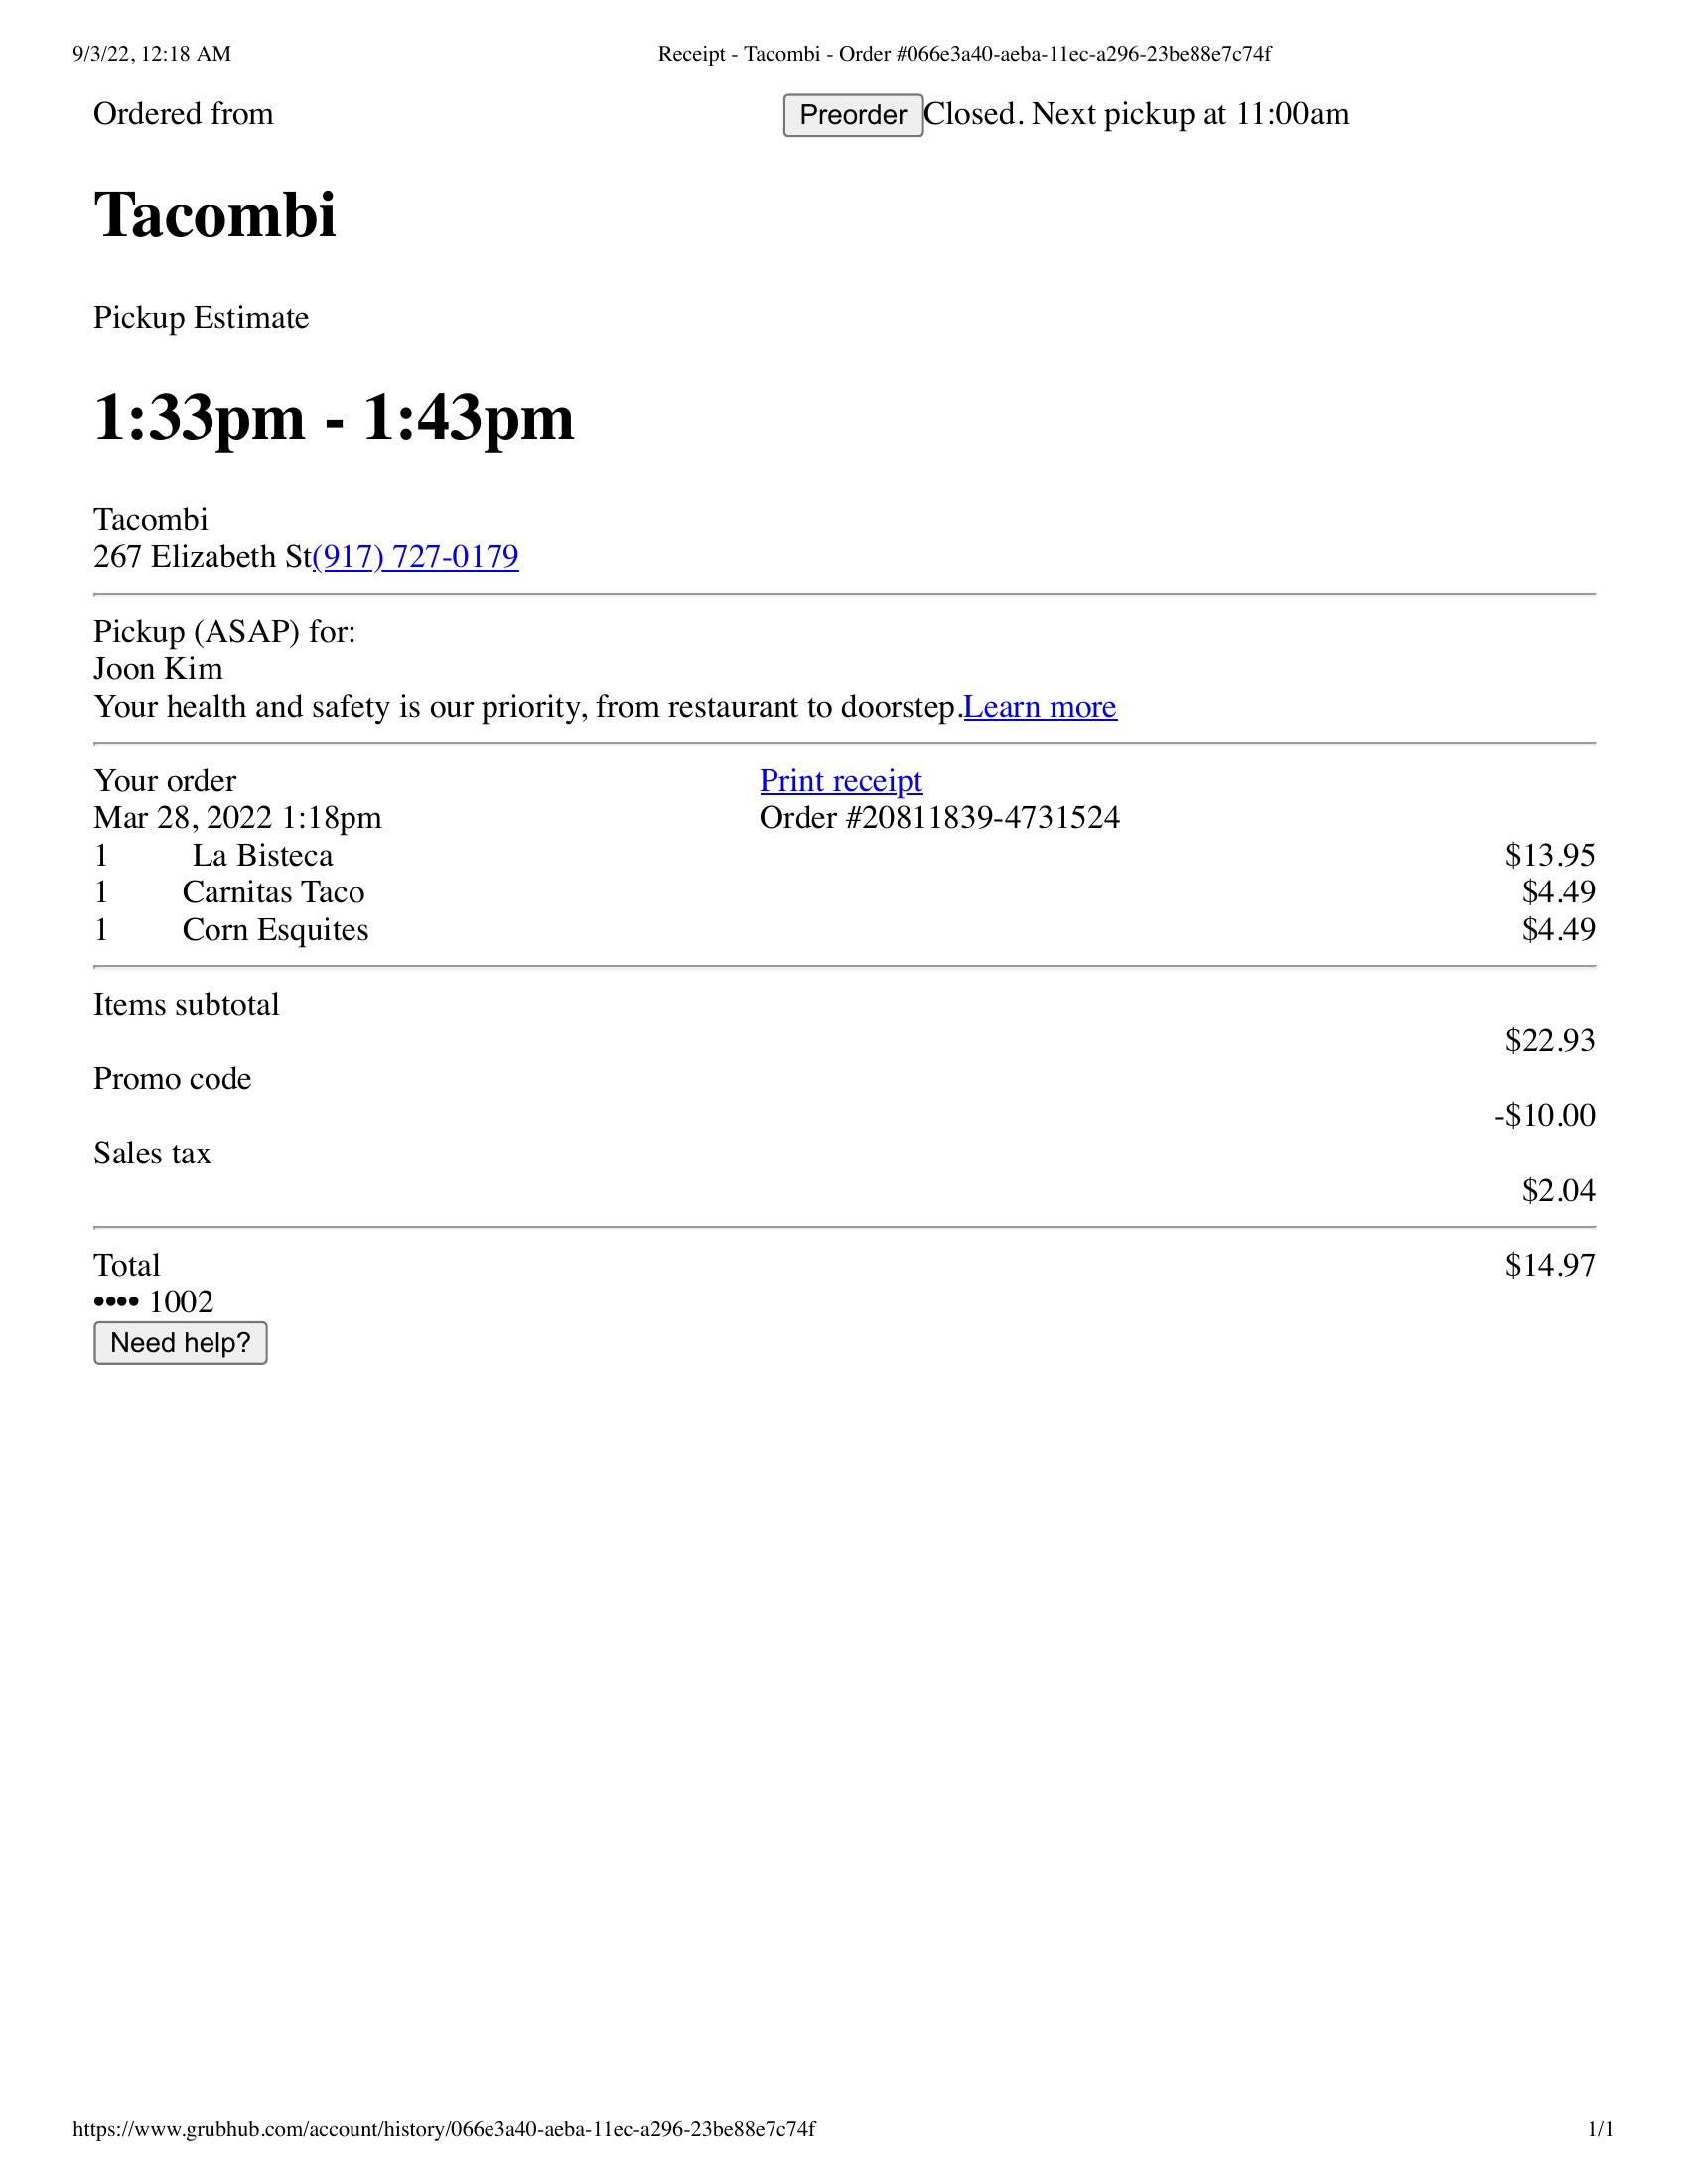 9/3/22, 12:18 AM Receipt - Tacombi - Order #066e3a40-aeba-11ec-a296-23be88e7c74f
Ordered from Preorder Closed. Next pickup at 11:00am
Tacombi
Pickup Estimate
1:33pm - 1:43pm
Tacombi
267 Elizabeth St(917) 727-0179
Pickup (ASAP) for:
Joon Kim
Your health and safety is our priority, from restaurant to doorstep.Learn more
Your order Print receipt
Mar 28, 2022 1:18pm Order #20811839-4731524
1 La Bisteca $13.95
1 Carnitas Taco $4.49
1 Corn Esquites $4.49
Items subtotal
$22.93
Promo code
-$10.00
Sales tax
$2.04
Total $14.97
•••• 1002
Need help?
https://www.grubhub.com/account/history/066e3a40-aeba-11ec-a296-23be88e7c74f 1/1